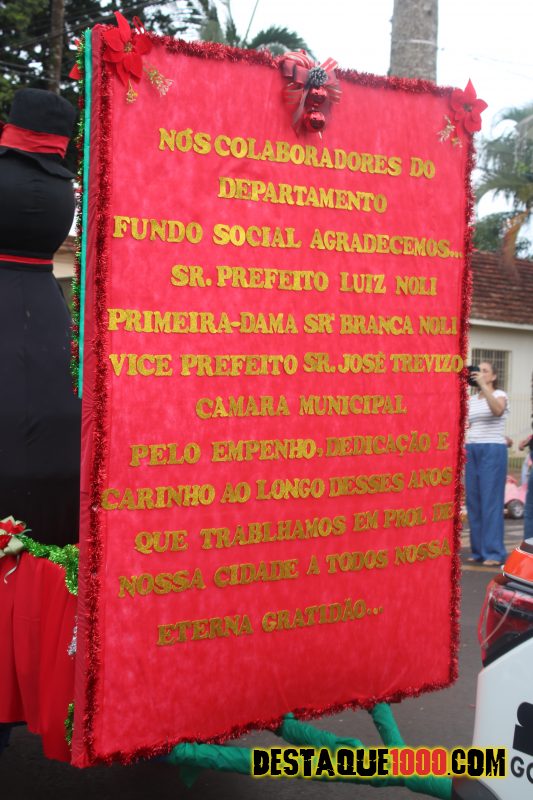 NÓS COLABORADORES DO
DEPARTAMENTO
FUNDO SOCIAL AGRADECEMOS...
SR. PREFEITO LUIZ NOLI
PRIMEIRA-DAMA SRª BRANCA NOLI
VICE PREFEITO SR. JOSÉ TREVIZO
CAMARA MUNICIPAL
PELO EMPENHO, DEDICAÇÃO E
CARINHO AO LONGO DESSES ANOS
QUE TRABLHAMOS EM PROL DE
NOSSA CIDADE A TODOS NOSSA
ETERNA GRATIDÃO...
DESTAQUE1000.COM